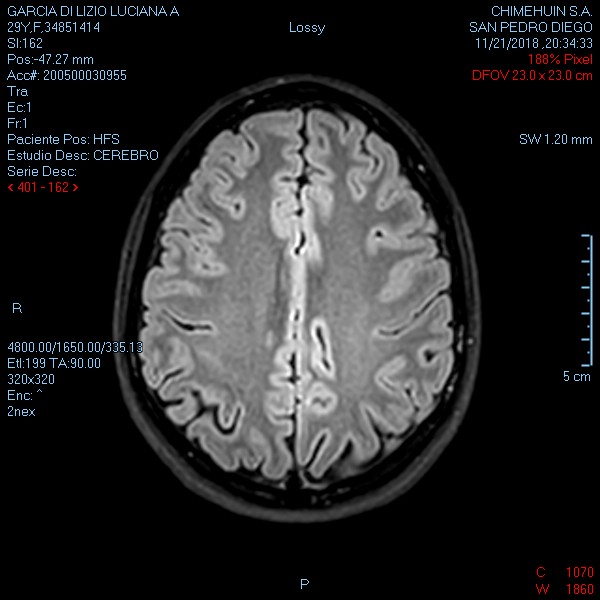 GARCIA DI LIZIO LUCIANA A
29Y,F,34851414
Sl:162
Pos:-47.27 mm
Acc#: 200500030955
Tra
Ec:1
Fr:1
Paciente Pos: HFS
Estudio Desc: CEREBRO
Serie Desc:
< 401 - 162 >
Lossy
CHIMEHUIN S.A.
SAN PEDRO DIEGO
11/21/2018 ,20:34:33
188% Pixel
DFOV 23.0 x 23.0 cm
SW 1.20 mm
R
4800.00/1650.00/335.13
Etl:199 TA:90.00
320x320
Enc: ^
2nex
5 cm
P
C 1070
W 1860